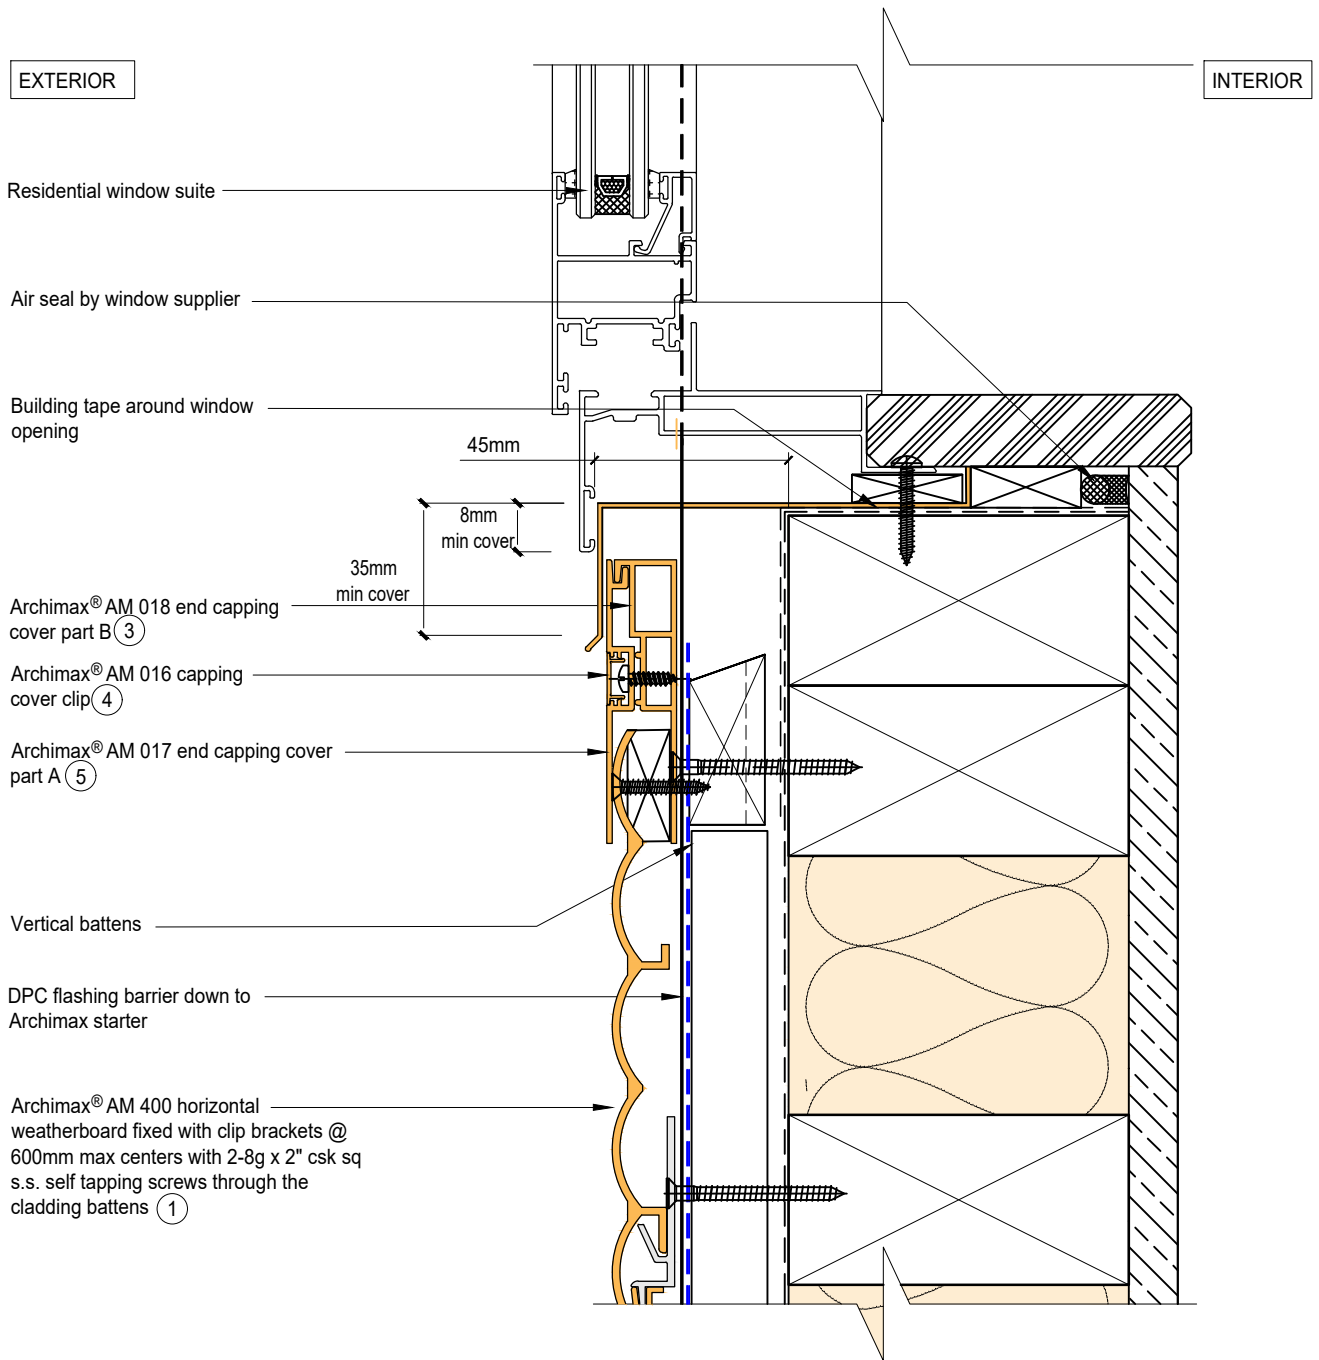 EXTERIOR
INTERIOR
Residential window suite
Air seal by window supplier
Building tape around window
opening
45mm
8mm
min cover
35mm
min cover
Archimax® AM 018 end capping
cover part B 3
Archimax® AM 016 capping
cover clip 4
Archimax® AM 017 end capping cover
part A 5
Vertical battens
DPC flashing barrier down to
Archimax starter
Archimax® AM 400 horizontal
weatherboard fixed with clip brackets @
600mm max centers with 2-8g x 2" csk sq
s.s. self tapping screws through the
cladding battens 1